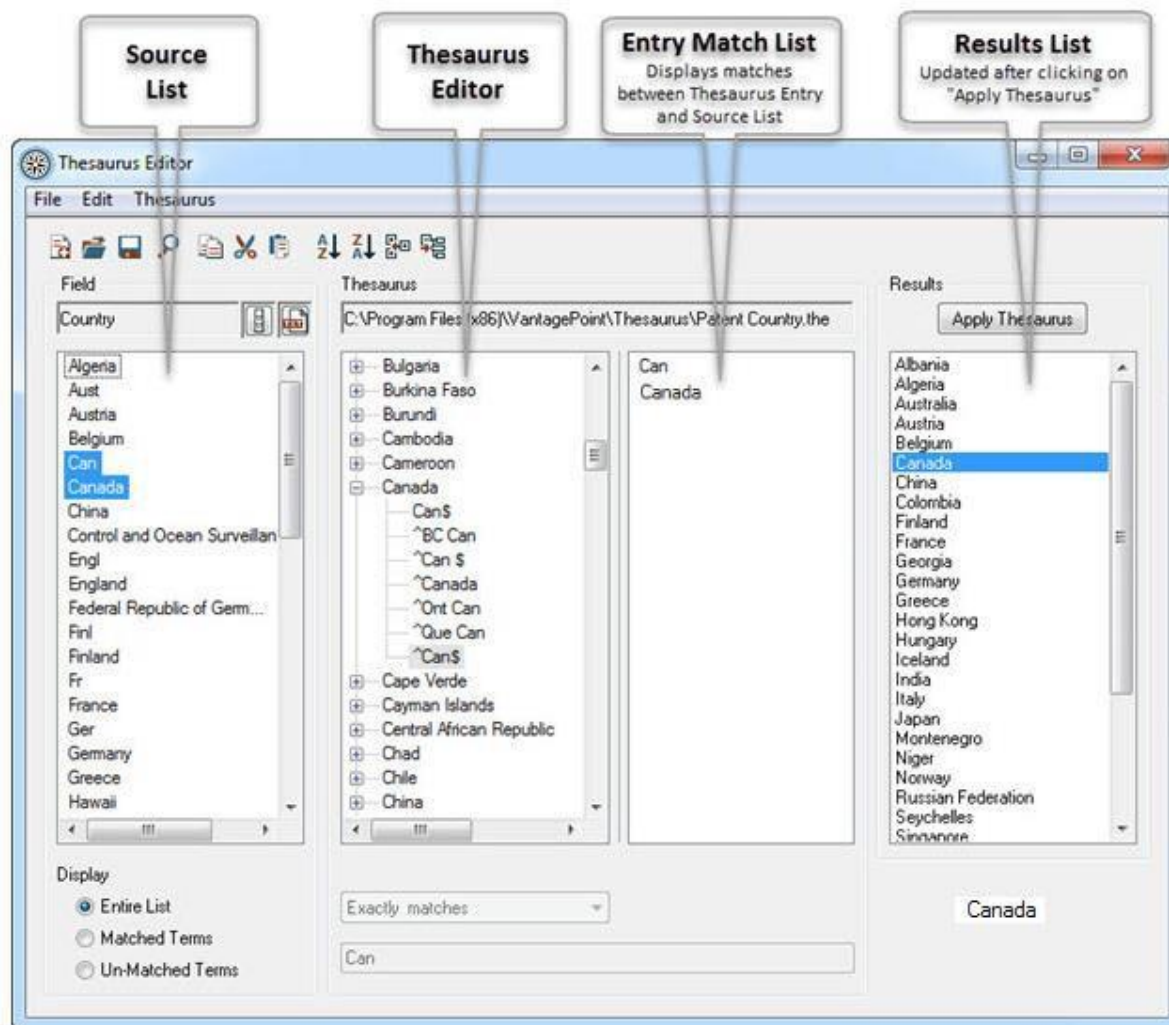 Source
List
Thesaurus
Editor
Entry Match List
Displays matches
between Thesaurus Entry
and Source List
Results List
Updated after clicking on
"Apply Thesaurus"
Thesaurus Editor
File Edit Thesaurus
Field
Country
Algeria
Aust
Austria
Belgium
Can
Canada
China
Control and Ocean Surveillan
Engl
England
Federal Republic of Germ...
Finl
Finland
Fr
France
Ger
Germany
Greece
Hawaii
Display
Entire List
Matched Terms
Un-Matched Terms
Thesaurus
C:\Program Files (x86)\VantagePoint\Thesaurus\Patent Country.the
Bulgaria
Burkina Faso
Burundi
Cambodia
Cameroon
Canada
Can$
^BC Can
^Can $
^Canada
^Ont Can
^Que Can
^Can$
Cape Verde
Cayman Islands
Central African Republic
Chad
Chile
China
Can
Canada
Exactly matches
Can
Results
Apply Thesaurus
Albania
Algeria
Australia
Austria
Belgium
Canada
China
Colombia
Finland
France
Georgia
Germany
Greece
Hong Kong
Hungary
Iceland
India
Italy
Japan
Montenegro
Niger
Norway
Russian Federation
Seychelles
Singapore
Canada